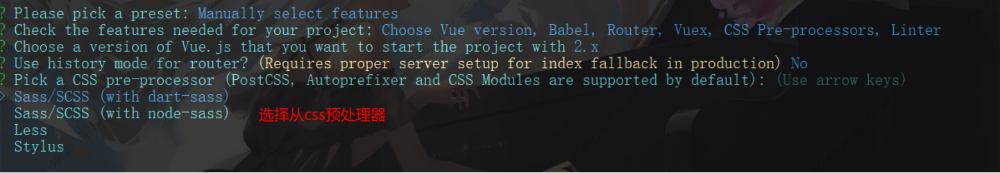 ? Please pick a preset: Manually select features
? Check the features needed for your project: Choose Vue version, Babel, Router, Vuex, CSS Pre-processors, Linter
? Choose a version of Vue.js that you want to start the project with 2.x
? Use history mode for router? (Requires proper server setup for index fallback in production) No
? Pick a CSS pre-processor (PostCSS, Autoprefixer and CSS Modules are supported by default): (Use arrow keys)
> Sass/SCSS (with dart-sass)
Sass/SCSS (with node-sass) 选择从css预处理器
Less
Stylus